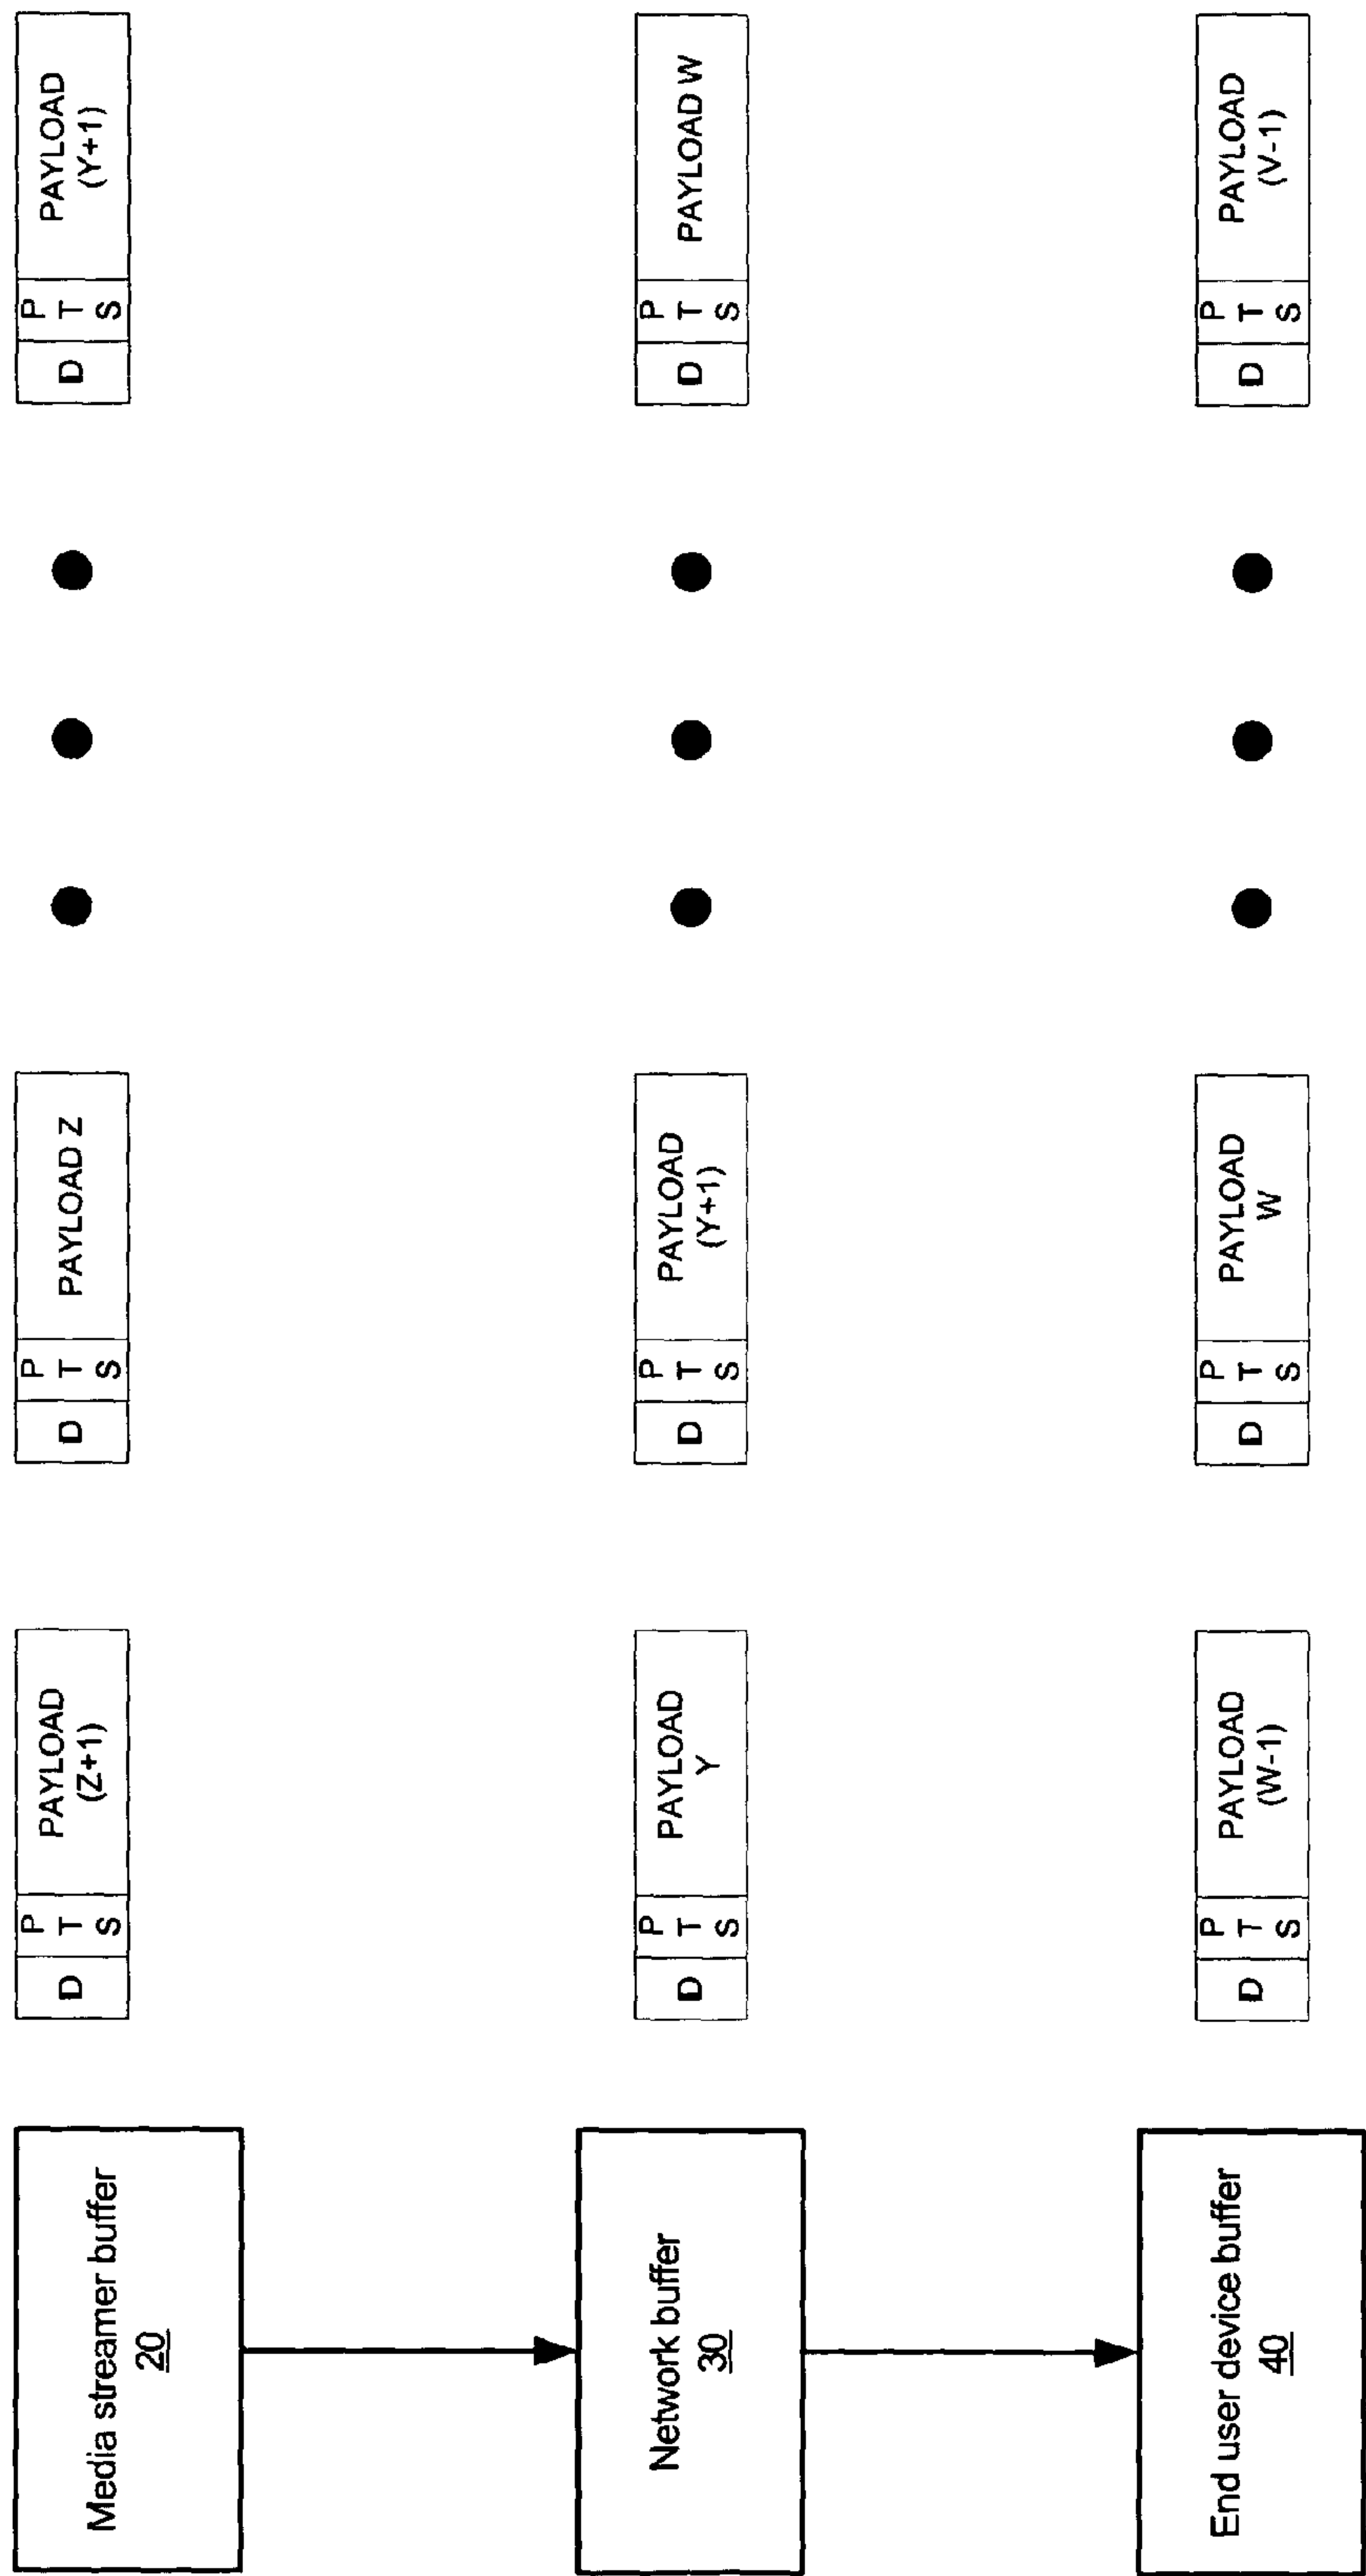 Media streamer buffer
20
D
P
T
S
PAYLOAD
(Z+1)
D
P
T
S
PAYLOAD Z
D
P
T
S
PAYLOAD
(Y+1)
Network buffer
30
D
P
T
S
PAYLOAD
Y
D
P
T
S
PAYLOAD
(Y+1)
D
P
T
S
PAYLOAD W
End user device buffer
40
D
P
T
S
PAYLOAD
(W-1)
D
P
T
S
PAYLOAD
W
D
P
T
S
PAYLOAD
(V-1)